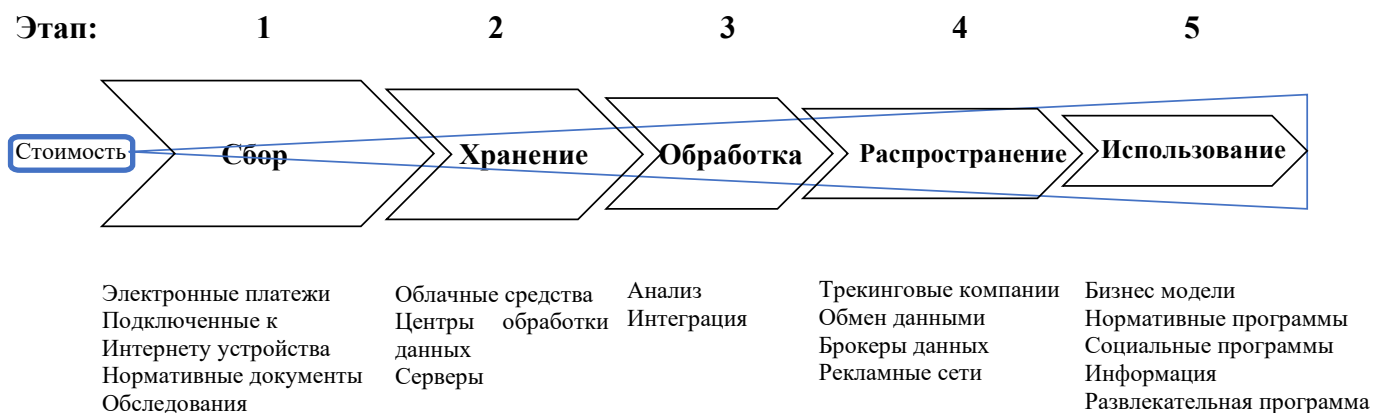 Этап: 1 2 3 4 5
Стоимость Сбор Хранение Обработка Распространение Использование
Электронные платежи
Подключенные к
Интернету устройства
Нормативные документы
Обследования
Облачные средства
Центры обработки
данных
Серверы
Анализ
Интеграция
Трекинговые компании
Обмен данными
Брокеры данных
Рекламные сети
Бизнес модели
Нормативные программы
Социальные программы
Информация
Развлекательная программа